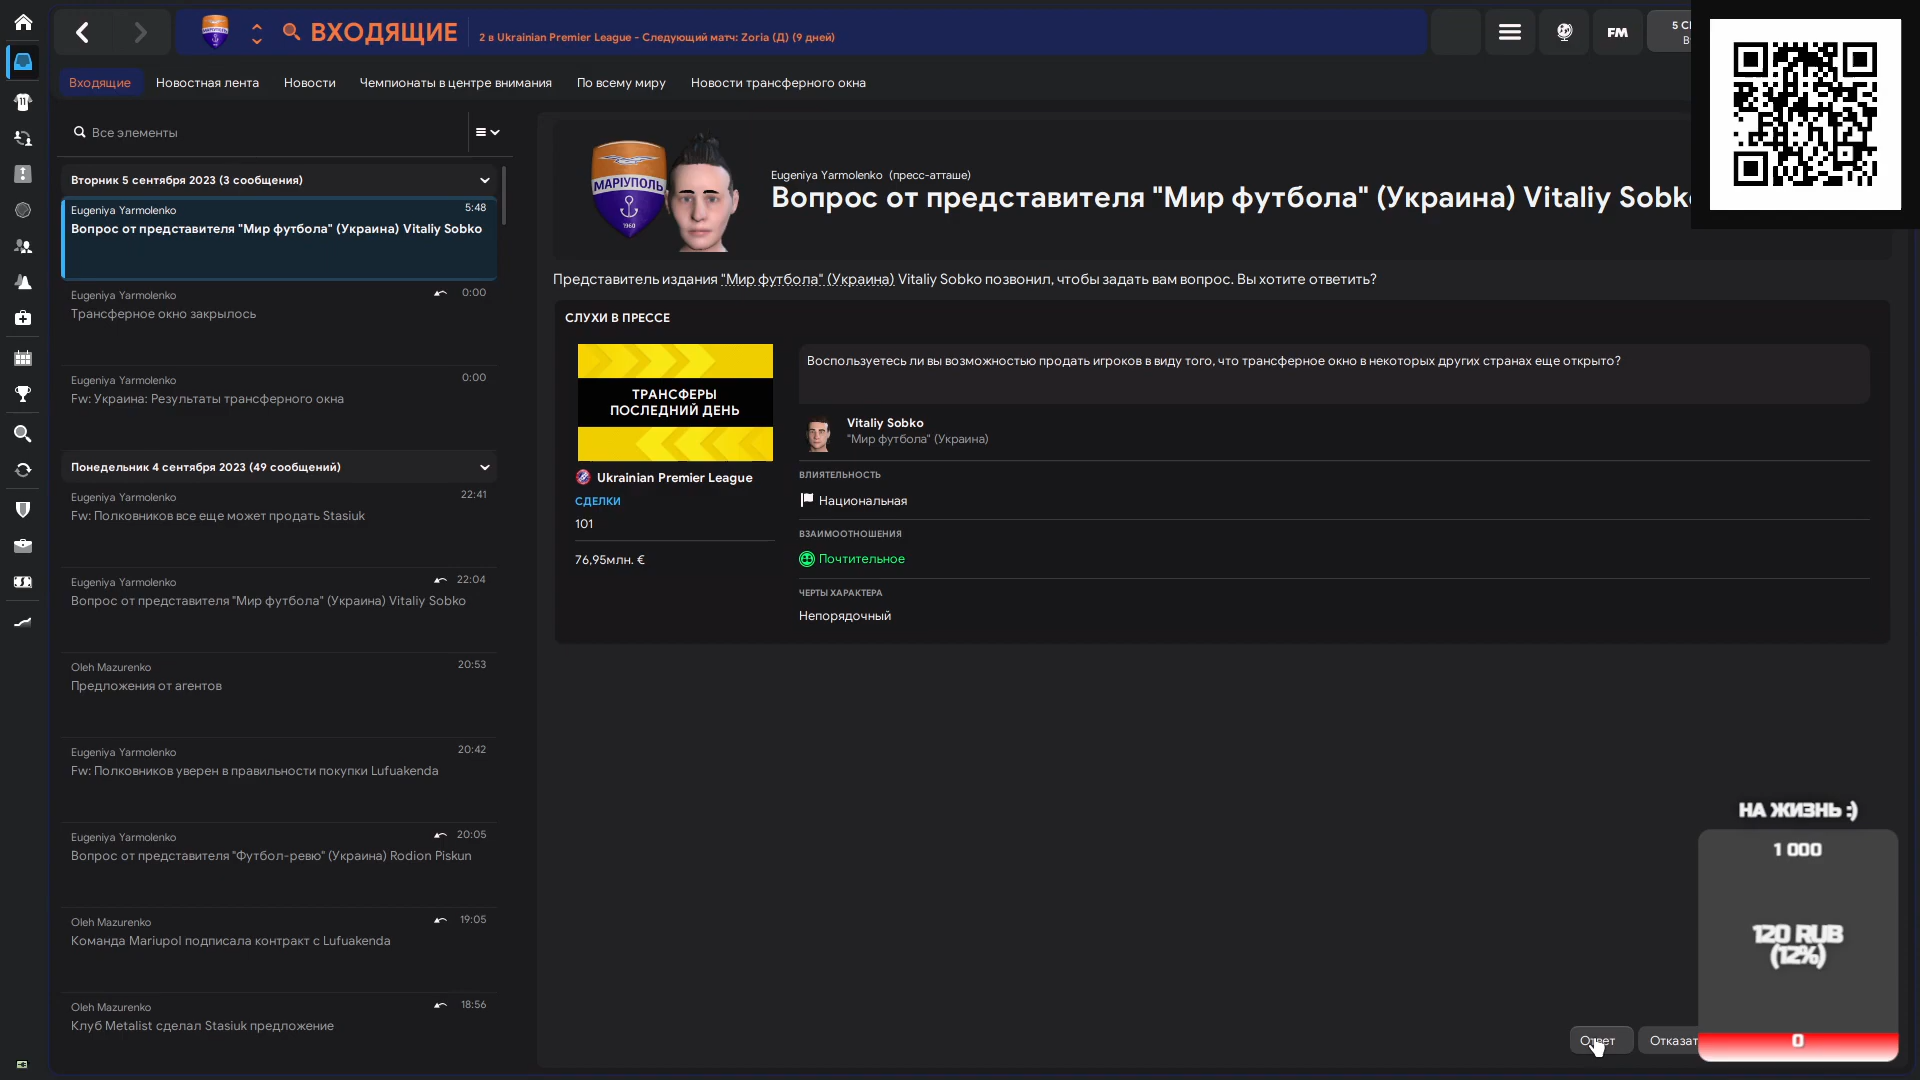 ВХОДЯЩИЕ
2 в Ukrainian Premier League - Следующий матч: Zoria (Д) (9 дней)
FM
Входящие
Новостная лента
Новости
Чемпионаты в центре внимания
По всему миру
Новости трансферного окна
Все элементы
Вторник 5 сентября 2023 (3 сообщения)
Eugeniya Yarmolenko
5:48
Вопрос от представителя "Мир футбола" (Украина) Vitaliy Sobko
Eugeniya Yarmolenko
0:00
Трансферное окно закрылось
Eugeniya Yarmolenko
0:00
Fw: Украина: Результаты трансферного окна
Понедельник 4 сентября 2023 (49 сообщений)
Eugeniya Yarmolenko
22:41
Fw: Полковников все еще может продать Stasiuk
Eugeniya Yarmolenko
22:04
Вопрос от представителя "Мир футбола" (Украина) Vitaliy Sobko
Oleh Mazurenko
20:53
Предложения от агентов
Eugeniya Yarmolenko
20:42
Fw: Полковников уверен в правильности покупки Lufuakenda
Eugeniya Yarmolenko
20:05
Вопрос от представителя "Футбол-ревю" (Украина) Rodion Piskun
Oleh Mazurenko
19:05
Команда Mariupol подписала контракт с Lufuakenda
Oleh Mazurenko
18:56
Клуб Metalist сделал Stasiuk предложение
МАРІУПОЛЬ
1960
Eugeniya Yarmolenko (пресс-атташе)
Вопрос от представителя "Мир футбола" (Украина) Vitaliy Sobk
Представитель издания "Мир футбола" (Украина) Vitaliy Sobko позвонил, чтобы задать вам вопрос. Вы хотите ответить?
СЛУХИ В ПРЕССЕ
ТРАНСФЕРЫ
ПОСЛЕДНИЙ ДЕНЬ
Ukrainian Premier League
СДЕЛКИ
101
76,95млн. €
Воспользуетесь ли вы возможностью продать игроков в виду того, что трансферное окно в некоторых других странах еще открыто?
Vitaliy Sobko
"Мир футбола" (Украина)
ВЛИЯТЕЛЬНОСТЬ
Национальная
ВЗАИМООТНОШЕНИЯ
Почтительное
ЧЕРТЫ ХАРАКТЕРА
Непорядочный
Ответ
Отказат
НА ЖИЗНЬ :)
1 000
120 RUB
(12%)
0